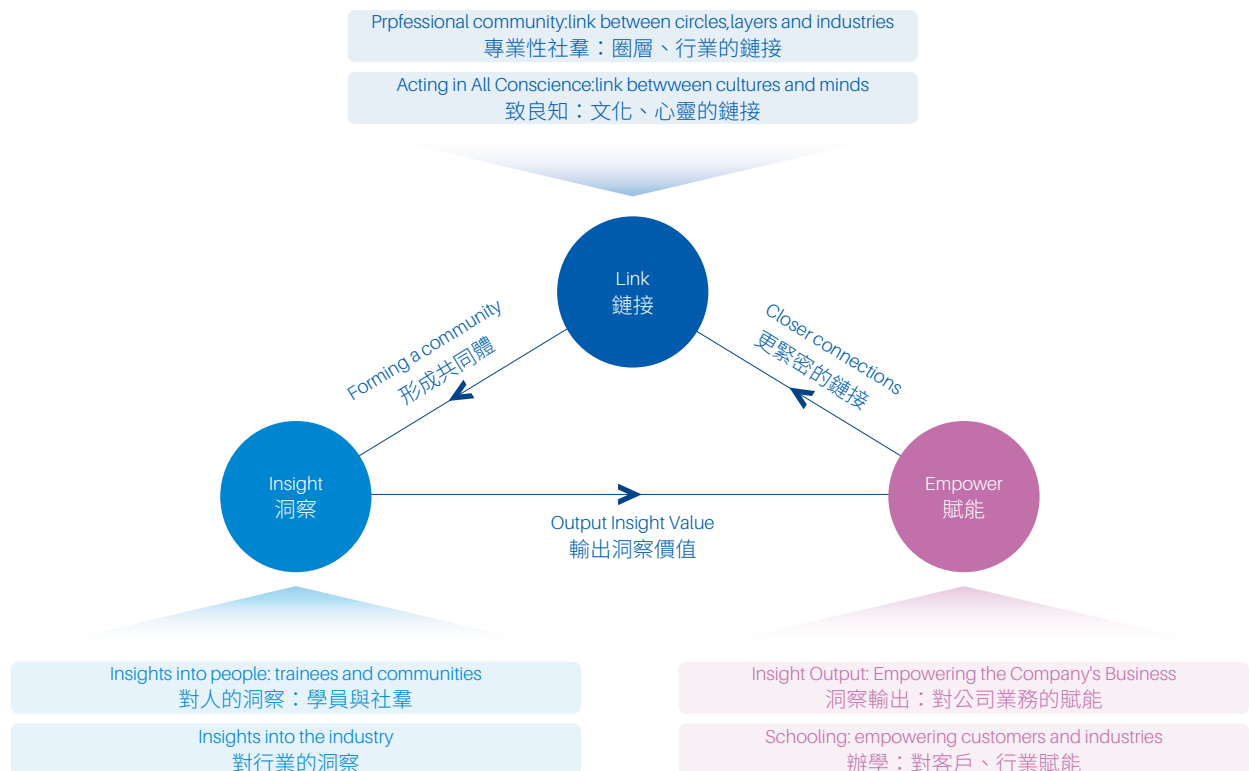 Prpfessional community:link between circles,layers and industries
專業性社羣：圈層、行業的鏈接
Acting in All Conscience:link betwween cultures and minds
致良知：文化、心靈的鏈接
Link
鏈接
Forming a community
形成共同體
Closer connections
更緊密的鏈接
Insight
洞察
Empower
賦能
Output Insight Value
輸出洞察價值
Insights into people: trainees and communities
對人的洞察：學員與社羣
Insights into the industry
對行業的洞察
Insight Output: Empowering the Company's Business
洞察輸出：對公司業務的賦能
Schooling: empowering customers and industries
辦學：對客戶、行業賦能